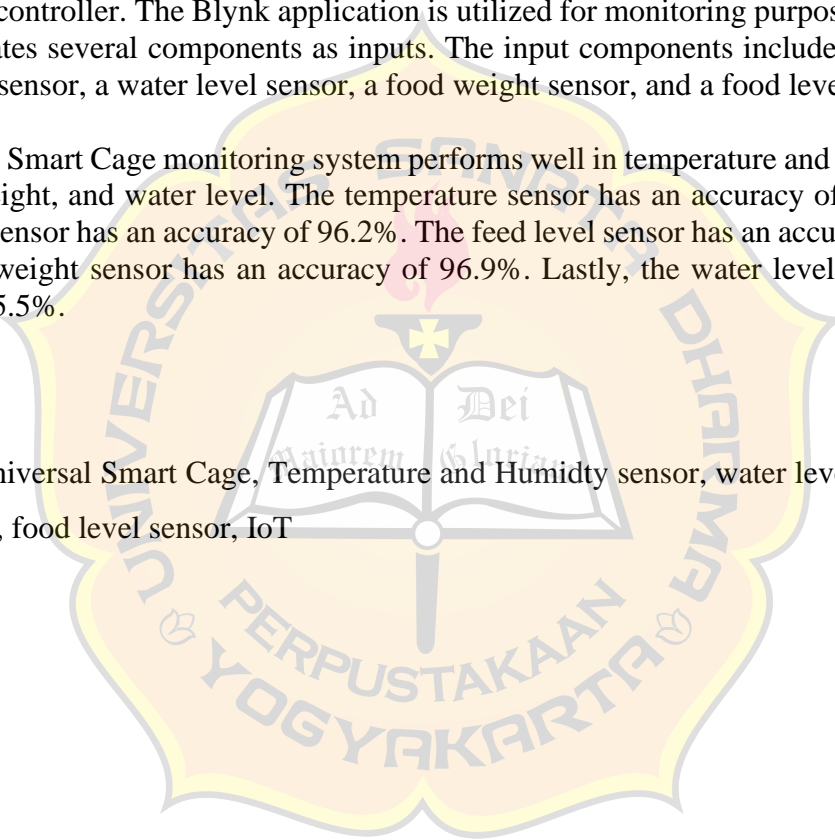 controller. The Blynk application is utilized for monitoring purpos
ates several components as inputs. The input components include
sensor, a water level sensor, a food weight sensor, and a food leve
Smart Cage monitoring system performs well in temperature and
ight, and water level. The temperature sensor has an accuracy of
ensor has an accuracy of 96.2%. The feed level sensor has an accu
weight sensor has an accuracy of 96.9%. Lastly, the water level
5.5%.
niversal Smart Cage, Temperature and Humidty sensor, water leve
, food level sensor, IoT
UNIVERSITAS SANATA DHARMA
Ad Dei
Maiorem Gloriam
PERPUSTAKAAN
YOGYAKARTA